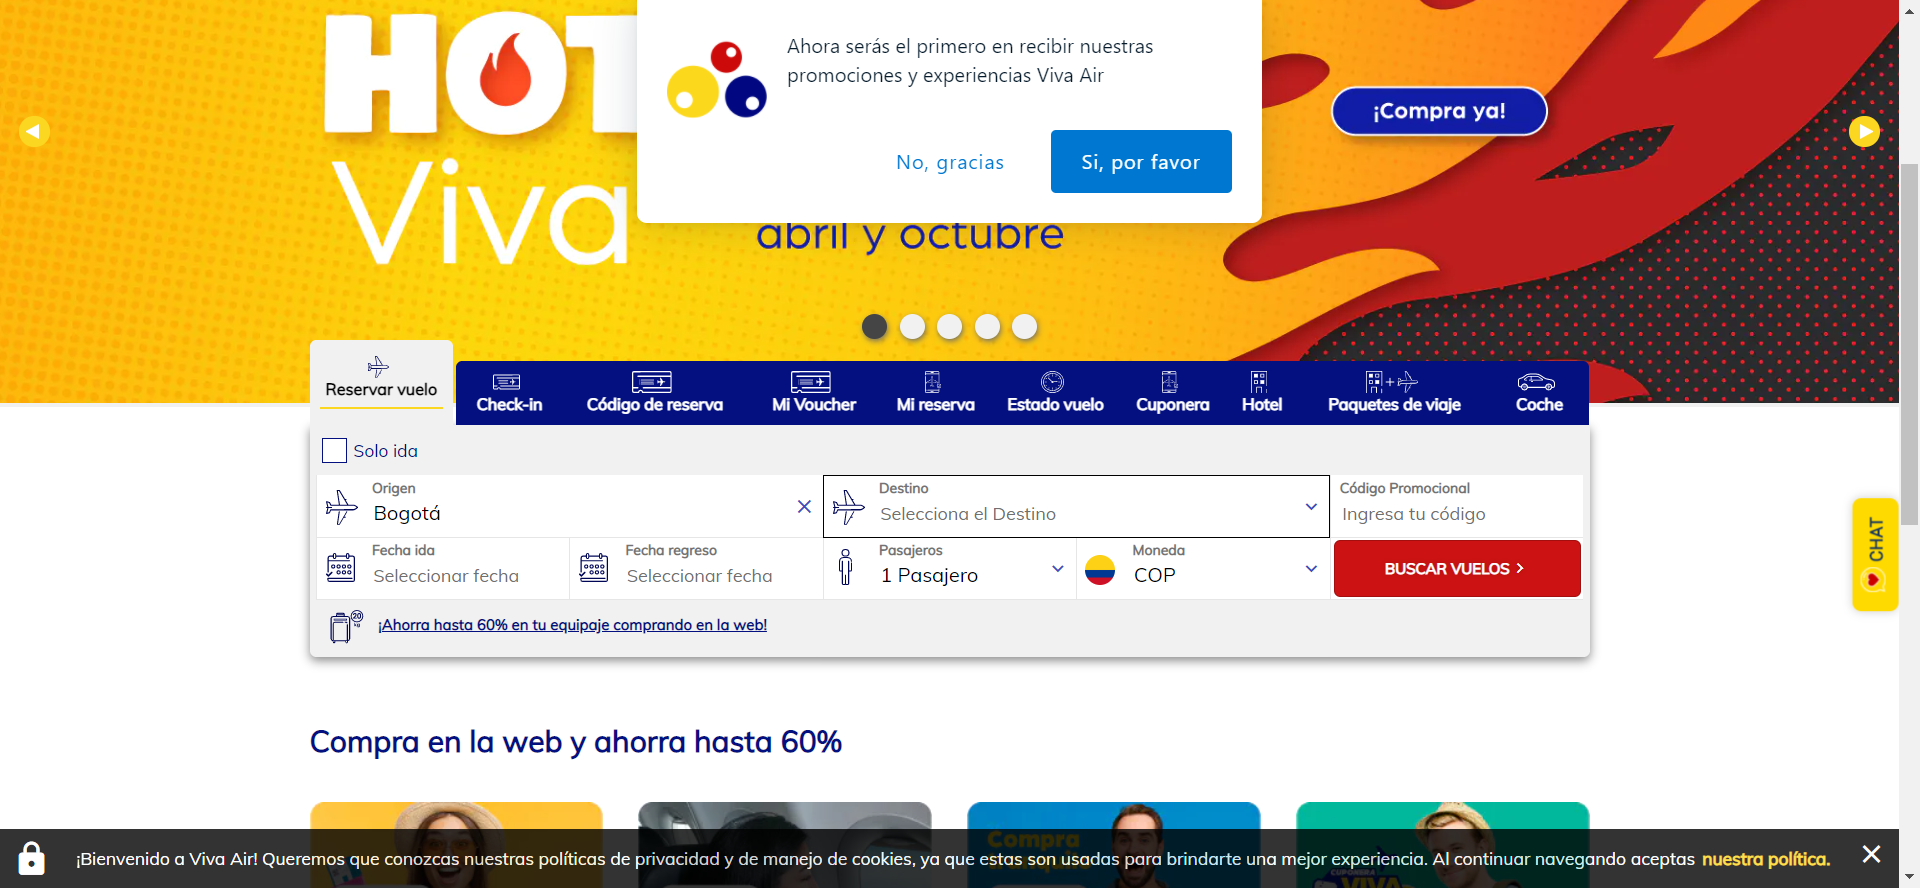 HOT
Viva
Ahora serás el primero en recibir nuestras
promociones y experiencias Viva Air
No, gracias
Si, por favor
¡Compra ya!
abril y octubre
Reservar vuelo
Check-in
Código de reserva
Mi Voucher
Mi reserva
Estado vuelo
Cuponera
Hotel
Paquetes de viaje
Coche
Solo ida
Origen
Bogotá
Destino
Selecciona el Destino
Código Promocional
Ingresa tu código
Fecha ida
Seleccionar fecha
Fecha regreso
Seleccionar fecha
Pasajeros
1 Pasajero
Moneda
COP
BUSCAR VUELOS
20
kg
¡Ahorra hasta 60% en tu equipaje comprando en la web!
CHAT
Compra en la web y ahorra hasta 60%
Compra
tranquilo
CUPONERA
VIVA
¡Bienvenido a Viva Air! Queremos que conozcas nuestras políticas de privacidad y de manejo de cookies, ya que estas son usadas para brindarte una mejor experiencia. Al continuar navegando aceptas nuestra política.